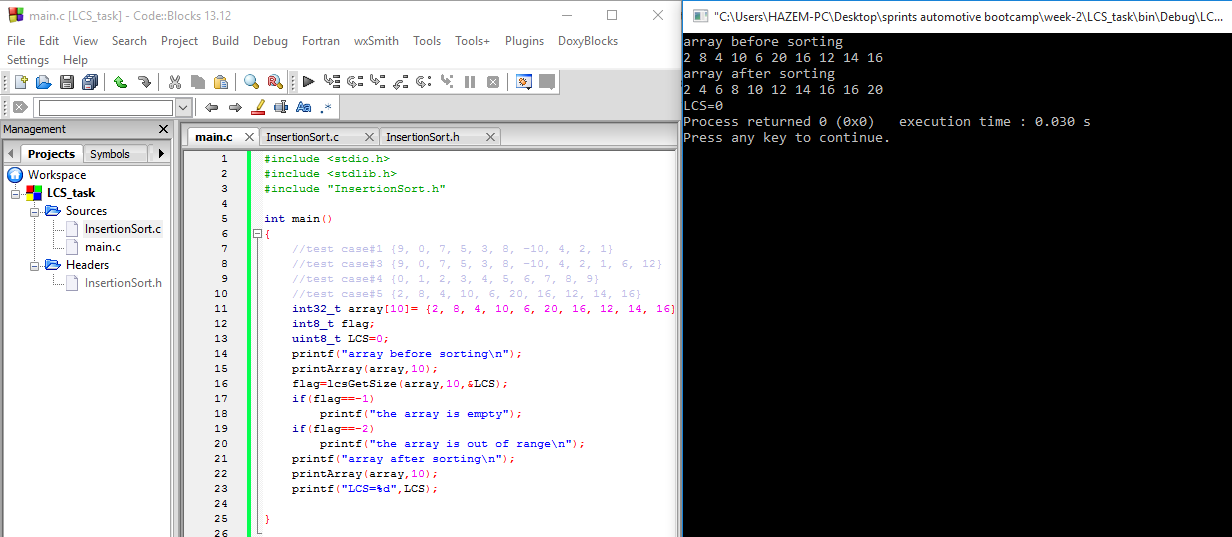 main.c [LCS_task] - Code::Blocks 13.12
File Edit View Search Project Build Debug Fortran wxSmith Tools Tools+ Plugins DoxyBlocks
Settings Help
Management
Projects Symbols
Workspace
LCS_task
Sources
InsertionSort.c
main.c
Headers
InsertionSort.h
main.c InsertionSort.c InsertionSort.h
1 #include <stdio.h>
2 #include <stdlib.h>
3 #include "InsertionSort.h"
4
5 int main()
6 {
7 //test case#1 {9, 0, 7, 5, 3, 8, -10, 4, 2, 1}
8 //test case#3 {9, 0, 7, 5, 3, 8, -10, 4, 2, 1, 6, 12}
9 //test case#4 {0, 1, 2, 3, 4, 5, 6, 7, 8, 9}
10 //test case#5 {2, 8, 4, 10, 6, 20, 16, 12, 14, 16}
11 int32_t array[10]= {2, 8, 4, 10, 6, 20, 16, 12, 14, 16}
12 int8_t flag;
13 uint8_t LCS=0;
14 printf("array before sorting\n");
15 printArray(array,10);
16 flag=lcsGetSize(array,10,&LCS);
17 if(flag==-1)
18 printf("the array is empty");
19 if(flag==-2)
20 printf("the array is out of range\n");
21 printf("array after sorting\n");
22 printArray(array,10);
23 printf("LCS=%d",LCS);
24
25 }
26
"C:\Users\HAZEM-PC\Desktop\sprints automotive bootcamp\week-2\LCS_task\bin\Debug\LC...
array before sorting
2 8 4 10 6 20 16 12 14 16
array after sorting
2 4 6 8 10 12 14 16 16 20
LCS=0
Process returned 0 (0x0) execution time : 0.030 s
Press any key to continue.